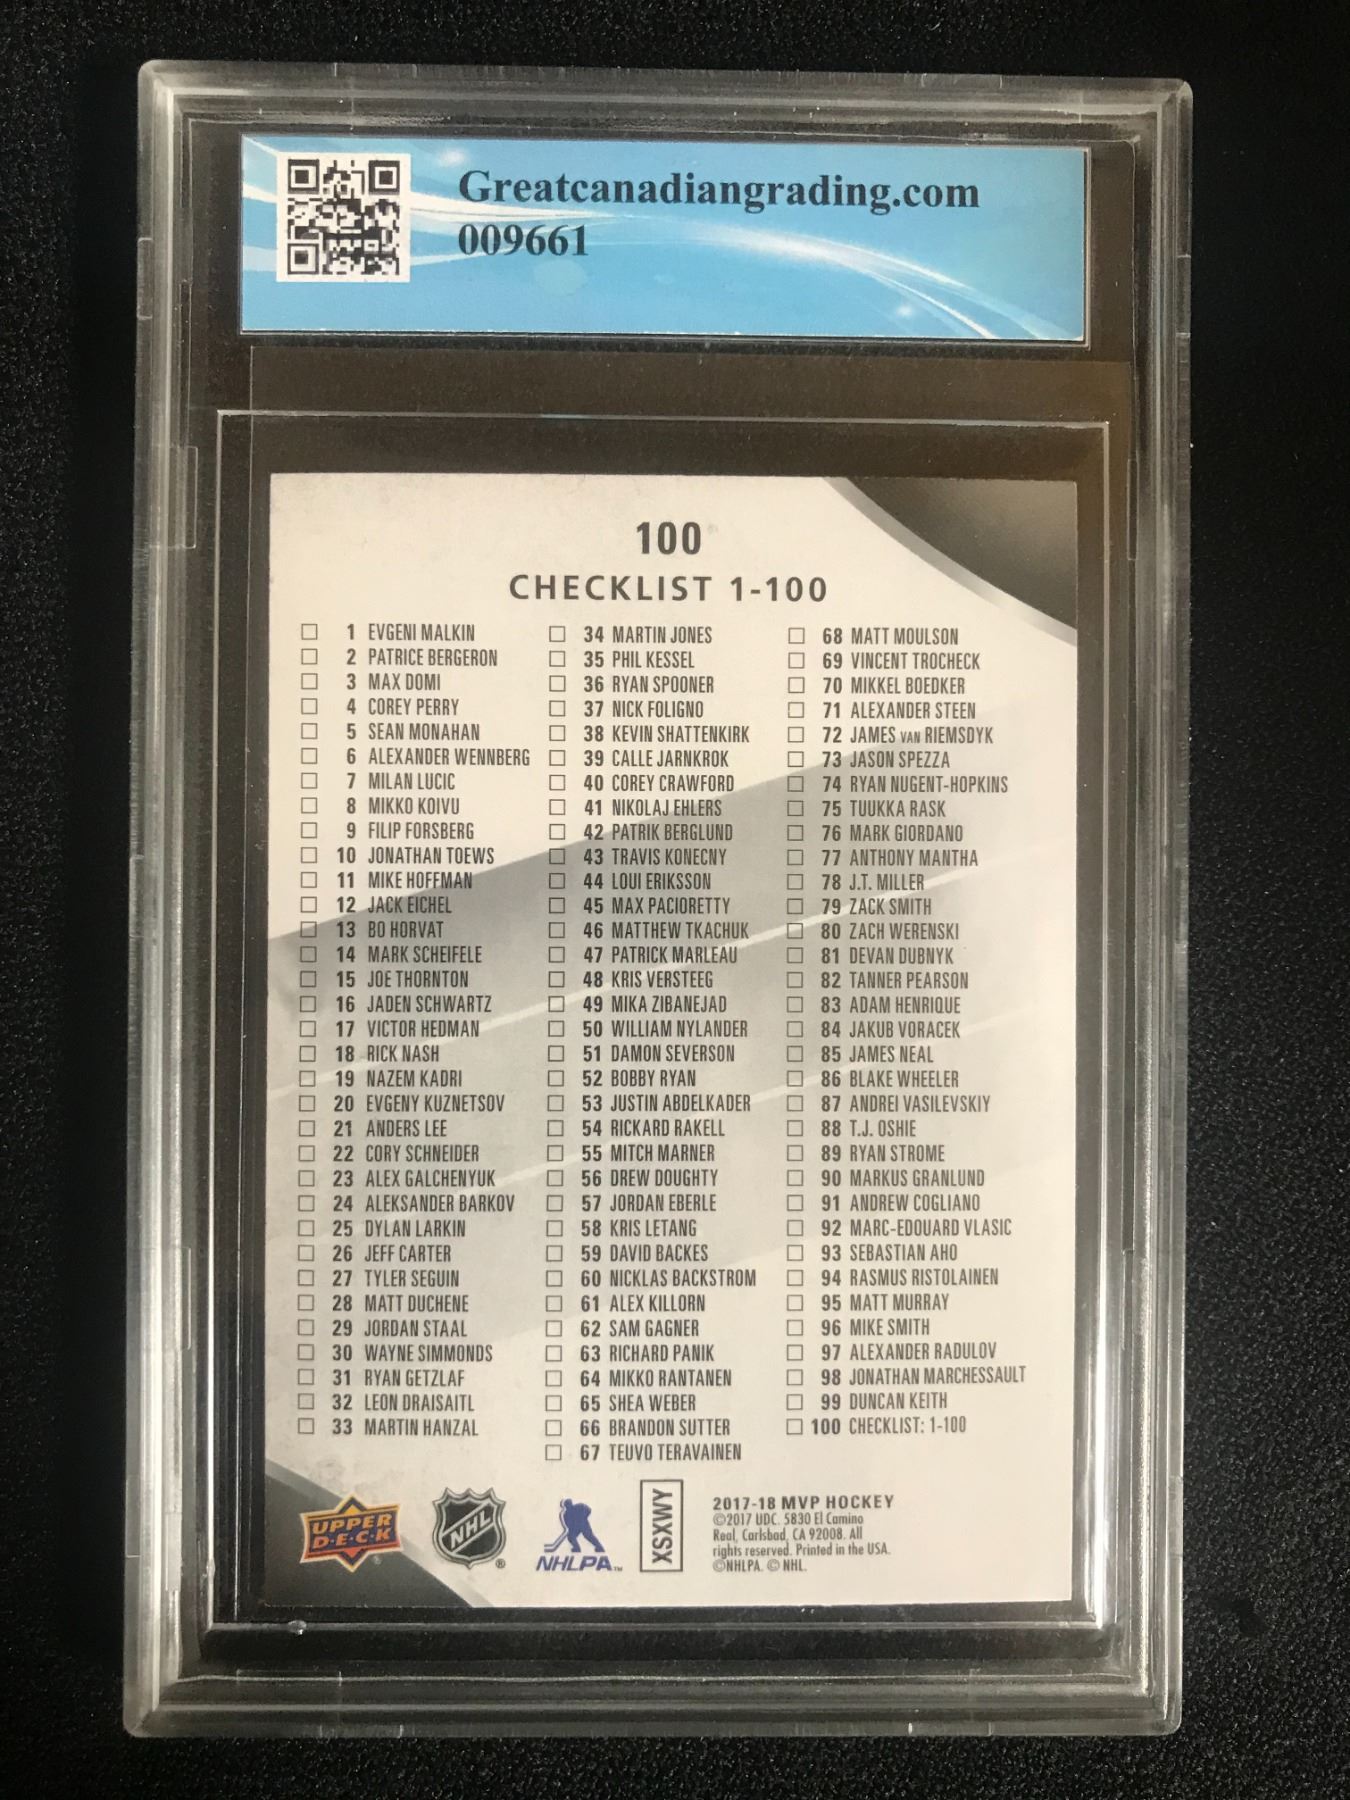 Greatcanadiangrading.com
009661
100
CHECKLIST 1-100
1 EVGENI MALKIN
2 PATRICE BERGERON
3 MAX DOMI
4 COREY PERRY
5 SEAN MONAHAN
6 ALEXANDER WENNBERG
7 MILAN LUCIC
8 MIKKO KOIVU
9 FILIP FORSBERG
10 JONATHAN TOEWS
11 MIKE HOFFMAN
12 JACK EICHEL
13 BO HORVAT
14 MARK SCHEIFELE
15 JOE THORNTON
16 JADEN SCHWARTZ
17 VICTOR HEDMAN
18 RICK NASH
19 NAZEM KADRI
20 EVGENY KUZNETSOV
21 ANDERS LEE
22 CORY SCHNEIDER
23 ALEX GALCHENYUK
24 ALEKSANDER BARKOV
25 DYLAN LARKIN
26 JEFF CARTER
27 TYLER SEGUIN
28 MATT DUCHENE
29 JORDAN STAAL
30 WAYNE SIMMONDS
31 RYAN GETZLAF
32 LEON DRAISAITL
33 MARTIN HANZAL
34 MARTIN JONES
35 PHIL KESSEL
36 RYAN SPOONER
37 NICK FOLIGNO
38 KEVIN SHATTENKIRK
39 CALLE JARNKROK
40 COREY CRAWFORD
41 NIKOLAJ EHLERS
42 PATRIK BERGLUND
43 TRAVIS KONECNY
44 LOUI ERIKSSON
45 MAX PACIORETTY
46 MATTHEW TKACHUK
47 PATRICK MARLEAU
48 KRIS VERSTEEG
49 MIKA ZIBANEJAD
50 WILLIAM NYLANDER
51 DAMON SEVERSON
52 BOBBY RYAN
53 JUSTIN ABDELKADER
54 RICKARD RAKELL
55 MITCH MARNER
56 DREW DOUGHTY
57 JORDAN EBERLE
58 KRIS LETANG
59 DAVID BACKES
60 NICKLAS BACKSTROM
61 ALEX KILLORN
62 SAM GAGNER
63 RICHARD PANIK
64 MIKKO RANTANEN
65 SHEA WEBER
66 BRANDON SUTTER
67 TEUVO TERAVAINEN
68 MATT MOULSON
69 VINCENT TROCHECK
70 MIKKEL BOEDKER
71 ALEXANDER STEEN
72 JAMES VAN RIEMSDYK
73 JASON SPEZZA
74 RYAN NUGENT-HOPKINS
75 TUUKKA RASK
76 MARK GIORDANO
77 ANTHONY MANTHA
78 J.T. MILLER
79 ZACK SMITH
80 ZACH WERENSKI
81 DEVAN DUBNYK
82 TANNER PEARSON
83 ADAM HENRIQUE
84 JAKUB VORACEK
85 JAMES NEAL
86 BLAKE WHEELER
87 ANDREI VASILEVSKIY
88 T.J. OSHIE
89 RYAN STROME
90 MARKUS GRANLUND
91 ANDREW COGLIANO
92 MARC-EDOUARD VLASIC
93 SEBASTIAN AHO
94 RASMUS RISTOLAINEN
95 MATT MURRAY
96 MIKE SMITH
97 ALEXANDER RADULOV
98 JONATHAN MARCHESSAULT
99 DUNCAN KEITH
100 CHECKLIST: 1-100
UPPER
D·E·C·K
®
NHL
®
NHLPA™
XSXWY
2017-18 MVP HOCKEY
©2017 UDC. 5830 El Camino
Real, Carlsbad, CA 92008. All
rights reserved. Printed in the USA.
©NHLPA. © NHL.